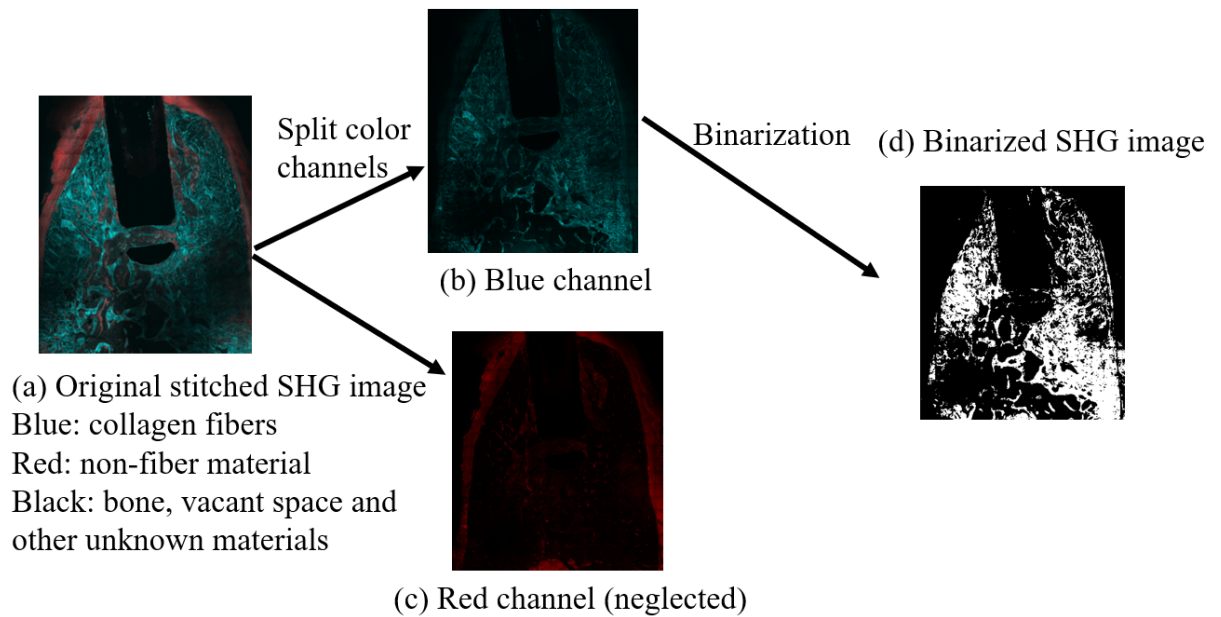 Split color
channels
Binarization
(d) Binarized SHG image
(b) Blue channel
(a) Original stitched SHG image
Blue: collagen fibers
Red: non-fiber material
Black: bone, vacant space and
other unknown materials
(c) Red channel (neglected)